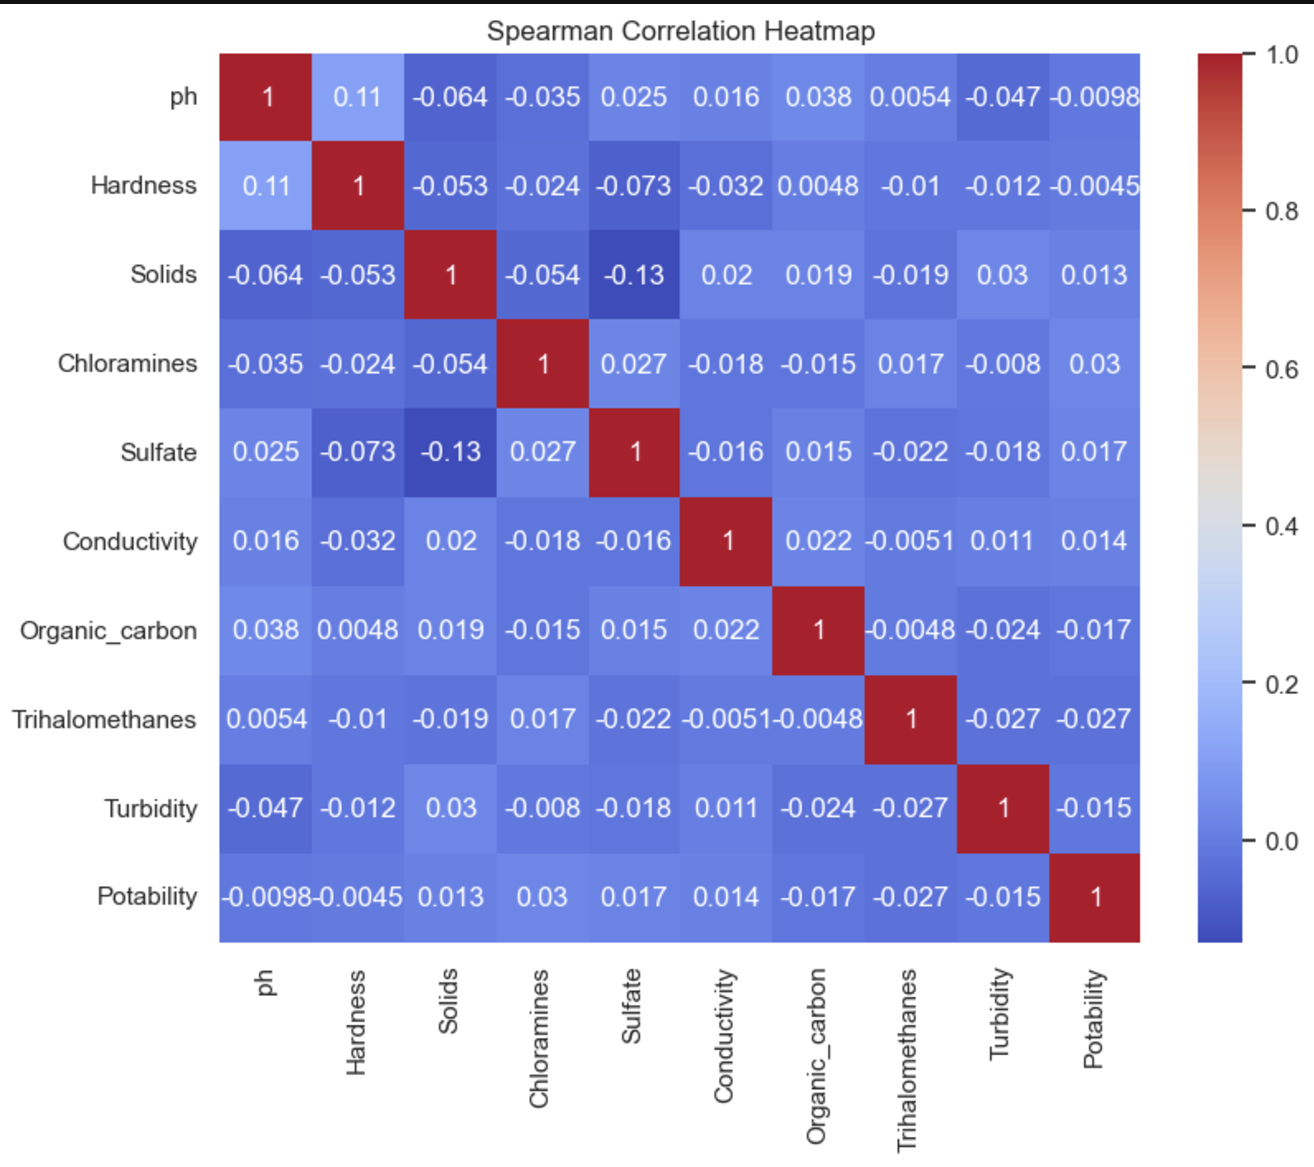 Spearman Correlation Heatmap
ph 1 0.11 -0.064 -0.035 0.025 0.016 0.038 0.0054 -0.047 -0.0098
Hardness 0.11 1 -0.053 -0.024 -0.073 -0.032 0.0048 -0.01 -0.012 -0.0045
Solids -0.064 -0.053 1 -0.054 -0.13 0.02 0.019 -0.019 0.03 0.013
Chloramines -0.035 -0.024 -0.054 1 0.027 -0.018 -0.015 0.017 -0.008 0.03
Sulfate 0.025 -0.073 -0.13 0.027 1 -0.016 0.015 -0.022 -0.018 0.017
Conductivity 0.016 -0.032 0.02 -0.018 -0.016 1 0.022 -0.0051 0.011 0.014
Organic_carbon 0.038 0.0048 0.019 -0.015 0.015 0.022 1 -0.0048 -0.024 -0.017
Trihalomethanes 0.0054 -0.01 -0.019 0.017 -0.022 -0.0051 -0.0048 1 -0.027 -0.027
Turbidity -0.047 -0.012 0.03 -0.008 -0.018 0.011 -0.024 -0.027 1 -0.015
Potability -0.0098 -0.0045 0.013 0.03 0.017 0.014 -0.017 -0.027 -0.015 1
ph Hardness Solids Chloramines Sulfate Conductivity Organic_carbon Trihalomethanes Turbidity Potability
1.0
0.8
0.6
0.4
0.2
0.0